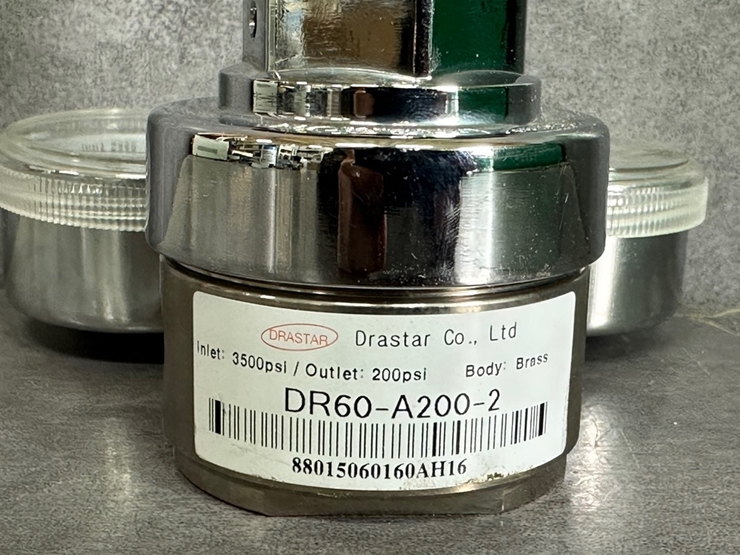 DRASTAR Drastar Co., Ltd
Inlet: 3500psi / Outlet: 200psi Body: Brass
DR60-A200-2
88015060160AH16